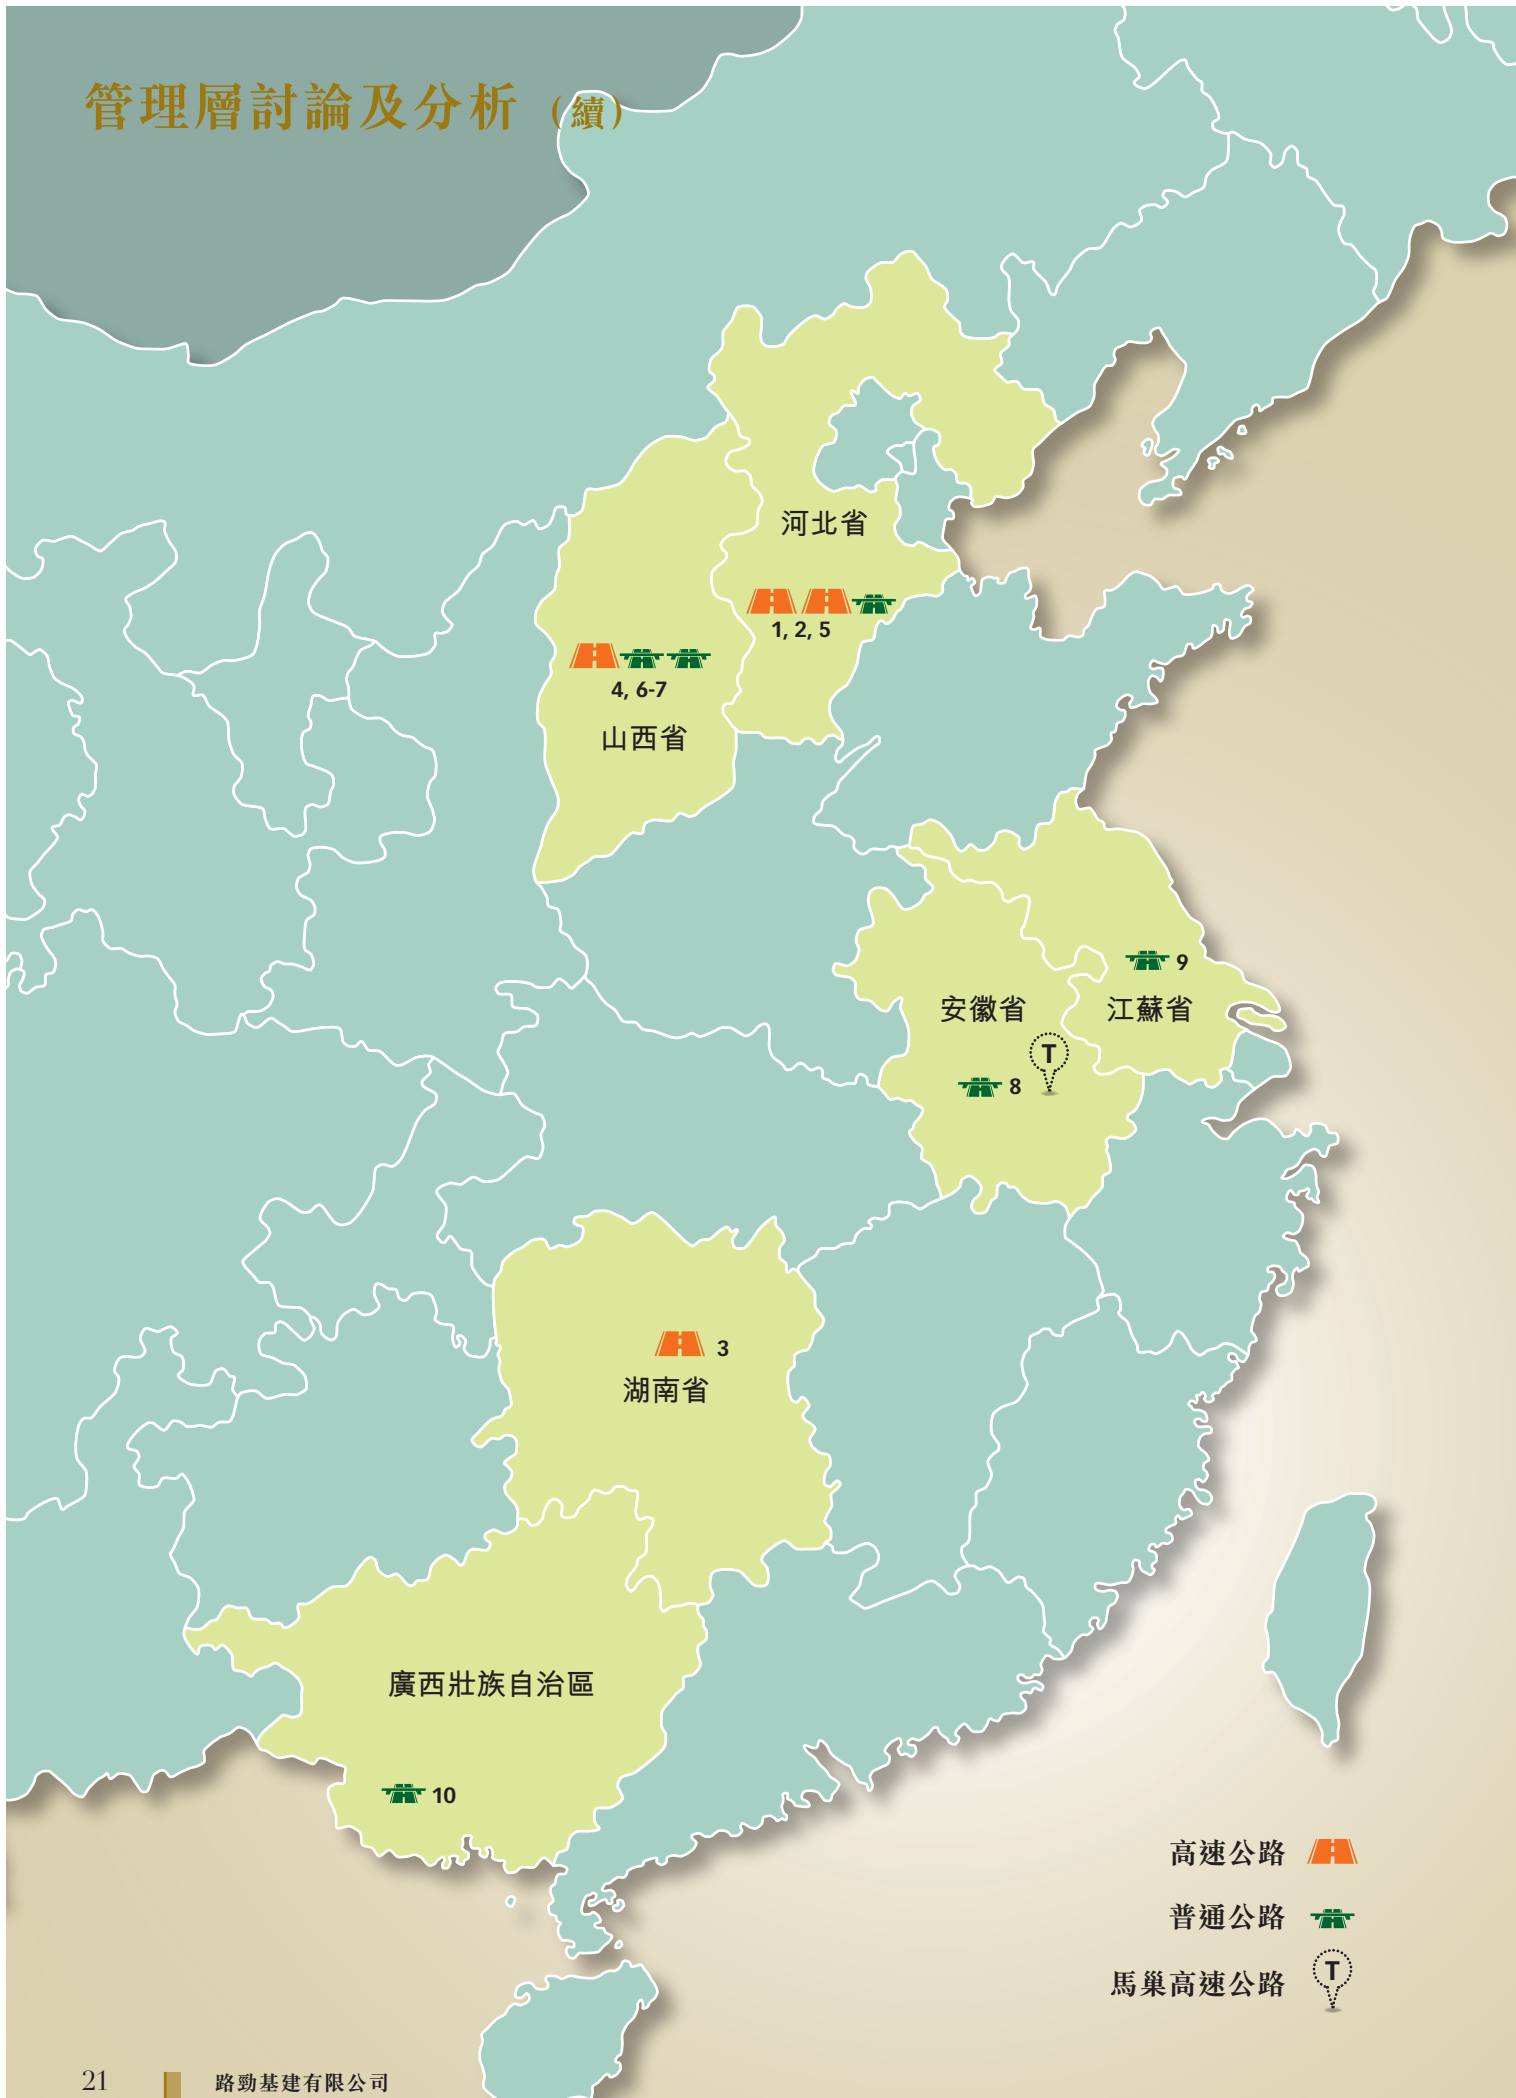 管理層討論及分析（續）
河北省
1, 2, 5
4, 6-7
山西省
9
安徽省
江蘇省
T
8
3
湖南省
廣西壯族自治區
10
高速公路
普通公路
馬巢高速公路
T
21
路勁基建有限公司